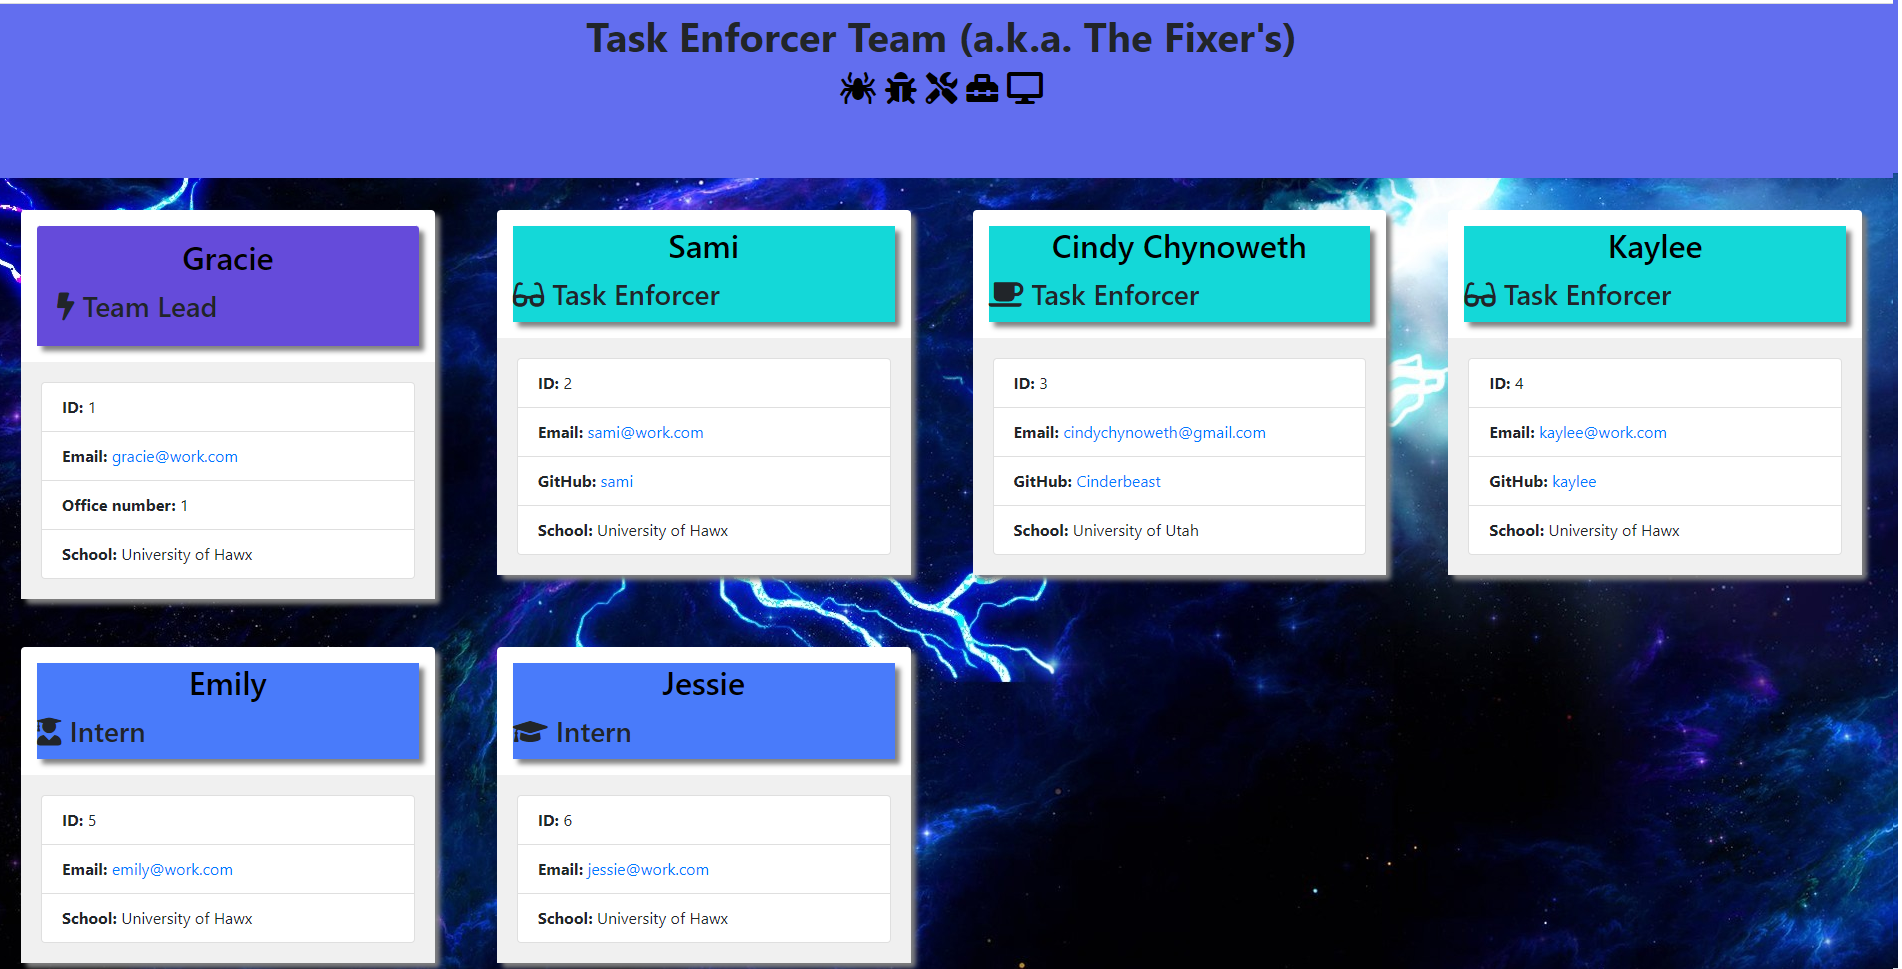 Task Enforcer Team (a.k.a. The Fixer's)
Gracie
Team Lead
ID: 1
Email: gracie@work.com
Office number: 1
School: University of Hawx
Sami
Task Enforcer
ID: 2
Email: sami@work.com
GitHub: sami
School: University of Hawx
Cindy Chynoweth
Task Enforcer
ID: 3
Email: cindychynoweth@gmail.com
GitHub: Cinderbeast
School: University of Utah
Kaylee
Task Enforcer
ID: 4
Email: kaylee@work.com
GitHub: kaylee
School: University of Hawx
Emily
Intern
ID: 5
Email: emily@work.com
School: University of Hawx
Jessie
Intern
ID: 6
Email: jessie@work.com
School: University of Hawx